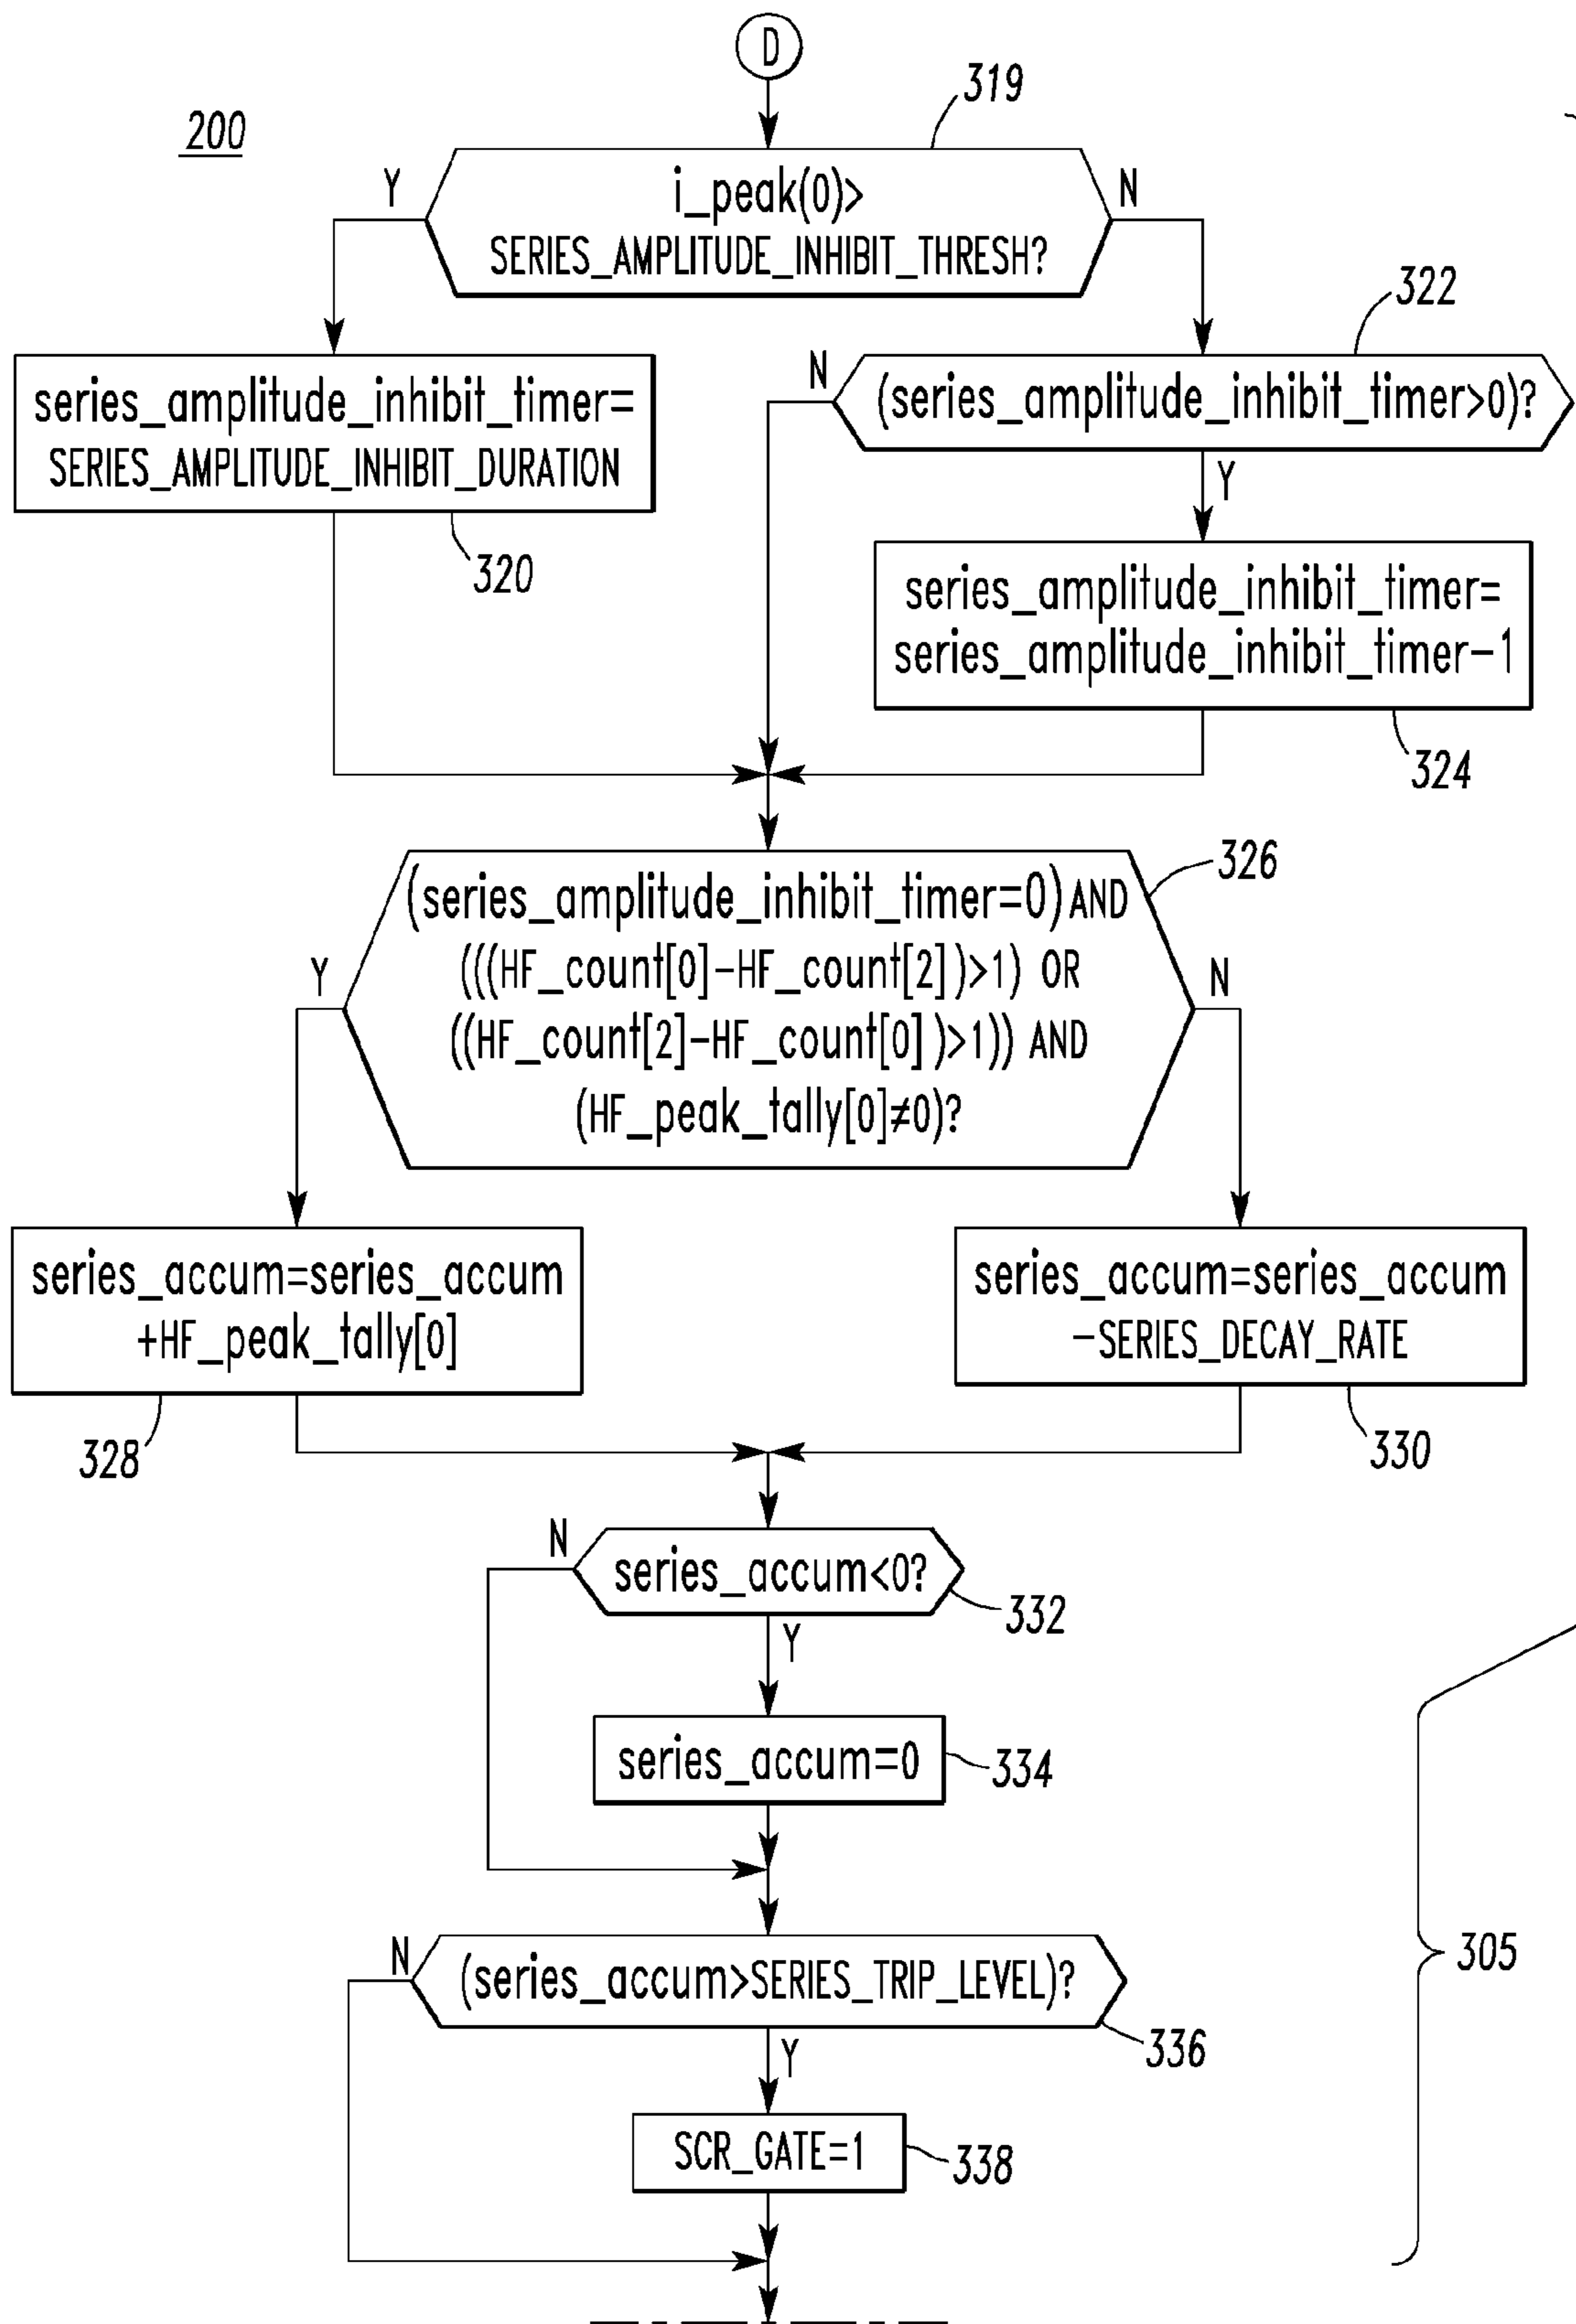 D
319
200
Y
N
i_peak(0)>
SERIES_AMPLITUDE_INHIBIT_THRESH?
322
N
series_amplitude_inhibit_timer=
SERIES_AMPLITUDE_INHIBIT_DURATION
(series_amplitude_inhibit_timer>0)?
Y
320
series_amplitude_inhibit_timer=
series_amplitude_inhibit_timer-1
324
326
(series_amplitude_inhibit_timer=0) AND
(((HF_count[0]-HF_count[2])>1) OR
((HF_count[2]-HF_count[0])>1)) AND
(HF_peak_tally[0]≠0)?
Y
N
series_accum=series_accum
+HF_peak_tally[0]
series_accum=series_accum
-SERIES_DECAY_RATE
328
330
N
series_accum<0?
332
Y
series_accum=0
334
N
(series_accum>SERIES_TRIP_LEVEL)?
305
336
Y
SCR_GATE=1
338